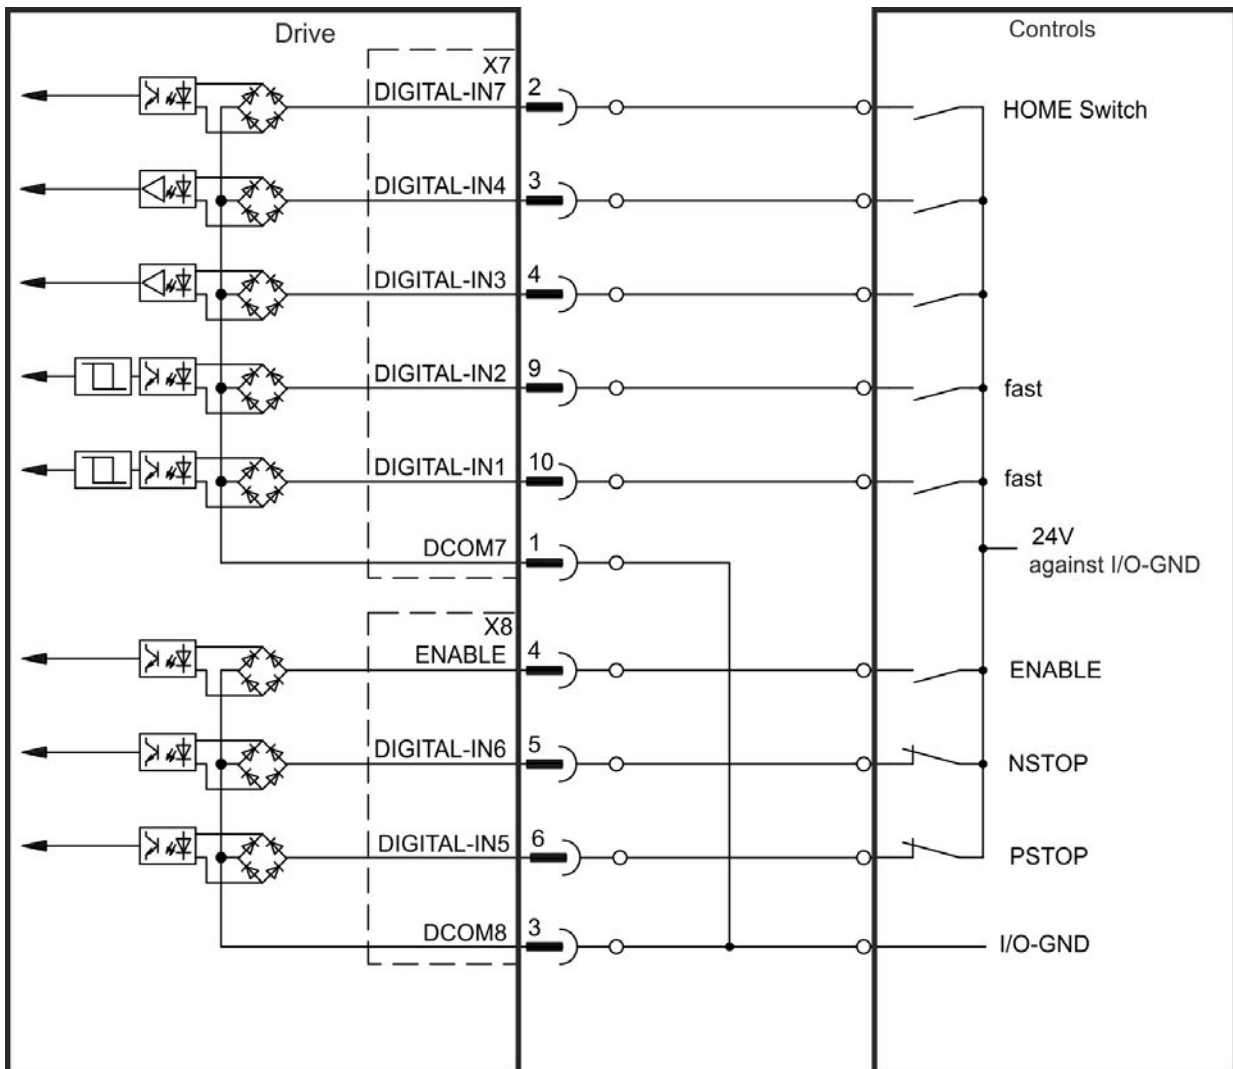 Drive
Controls
X7
DIGITAL-IN7
2
HOME Switch
DIGITAL-IN4
3
DIGITAL-IN3
4
DIGITAL-IN2
9
fast
DIGITAL-IN1
10
fast
DCOM7
1
24V
against I/O-GND
X8
ENABLE
4
ENABLE
DIGITAL-IN6
5
NSTOP
DIGITAL-IN5
6
PSTOP
DCOM8
3
I/O-GND